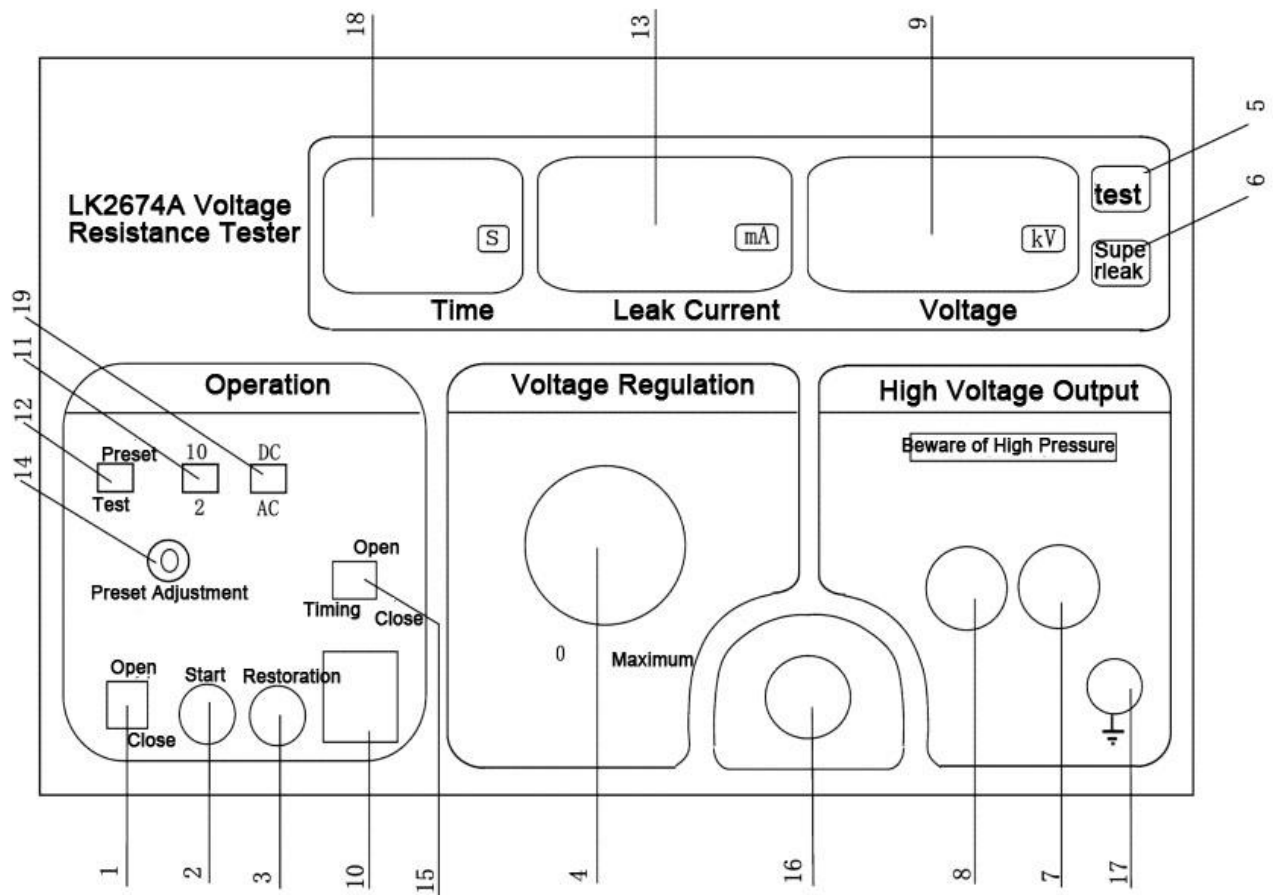 18
13
9
5
6
LK2674A Voltage
Resistance Tester
S
mA
kV
test
Supe
rleak
Time
Leak Current
Voltage
19
11
12
14
Operation
Preset
10
DC
Test
2
AC
Preset Adjustment
Open
Timing
Close
Open
Start
Restoration
Close
Voltage Regulation
0
Maximum
High Voltage Output
Beware of High Pressure
1
2
3
10
15
4
16
8
7
17